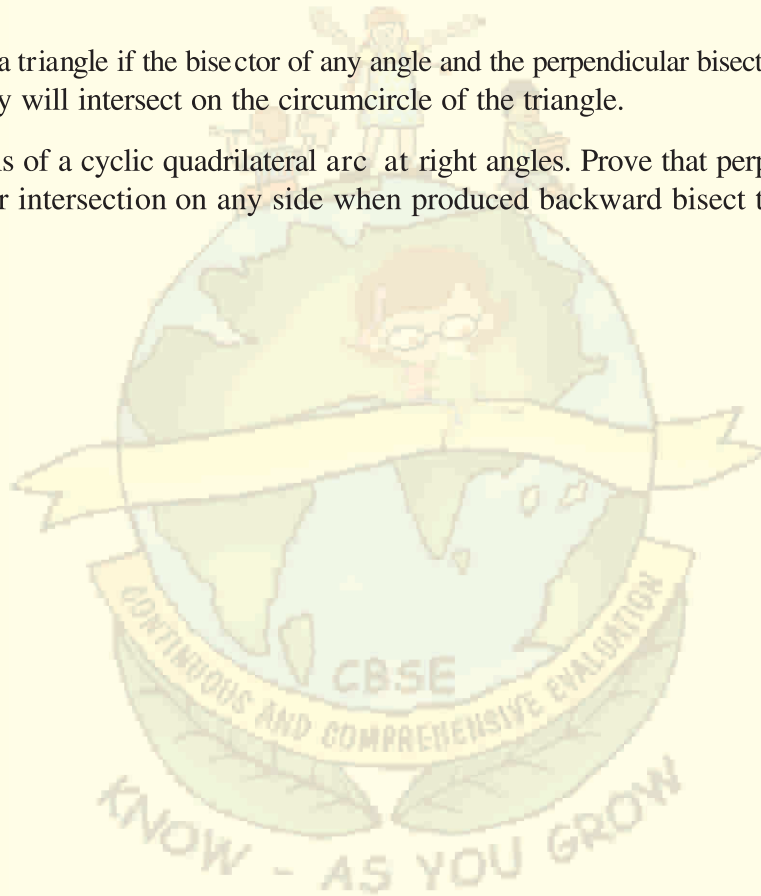 a triangle if the bisector of any angle and the perpendicular bisect
y will intersect on the circumcircle of the triangle.
ls of a cyclic quadrilateral arc at right angles. Prove that perp
r intersection on any side when produced backward bisect t
CBSE
CONTINUOUS AND COMPREHENSIVE EVALUATION
KNOW - AS YOU GROW